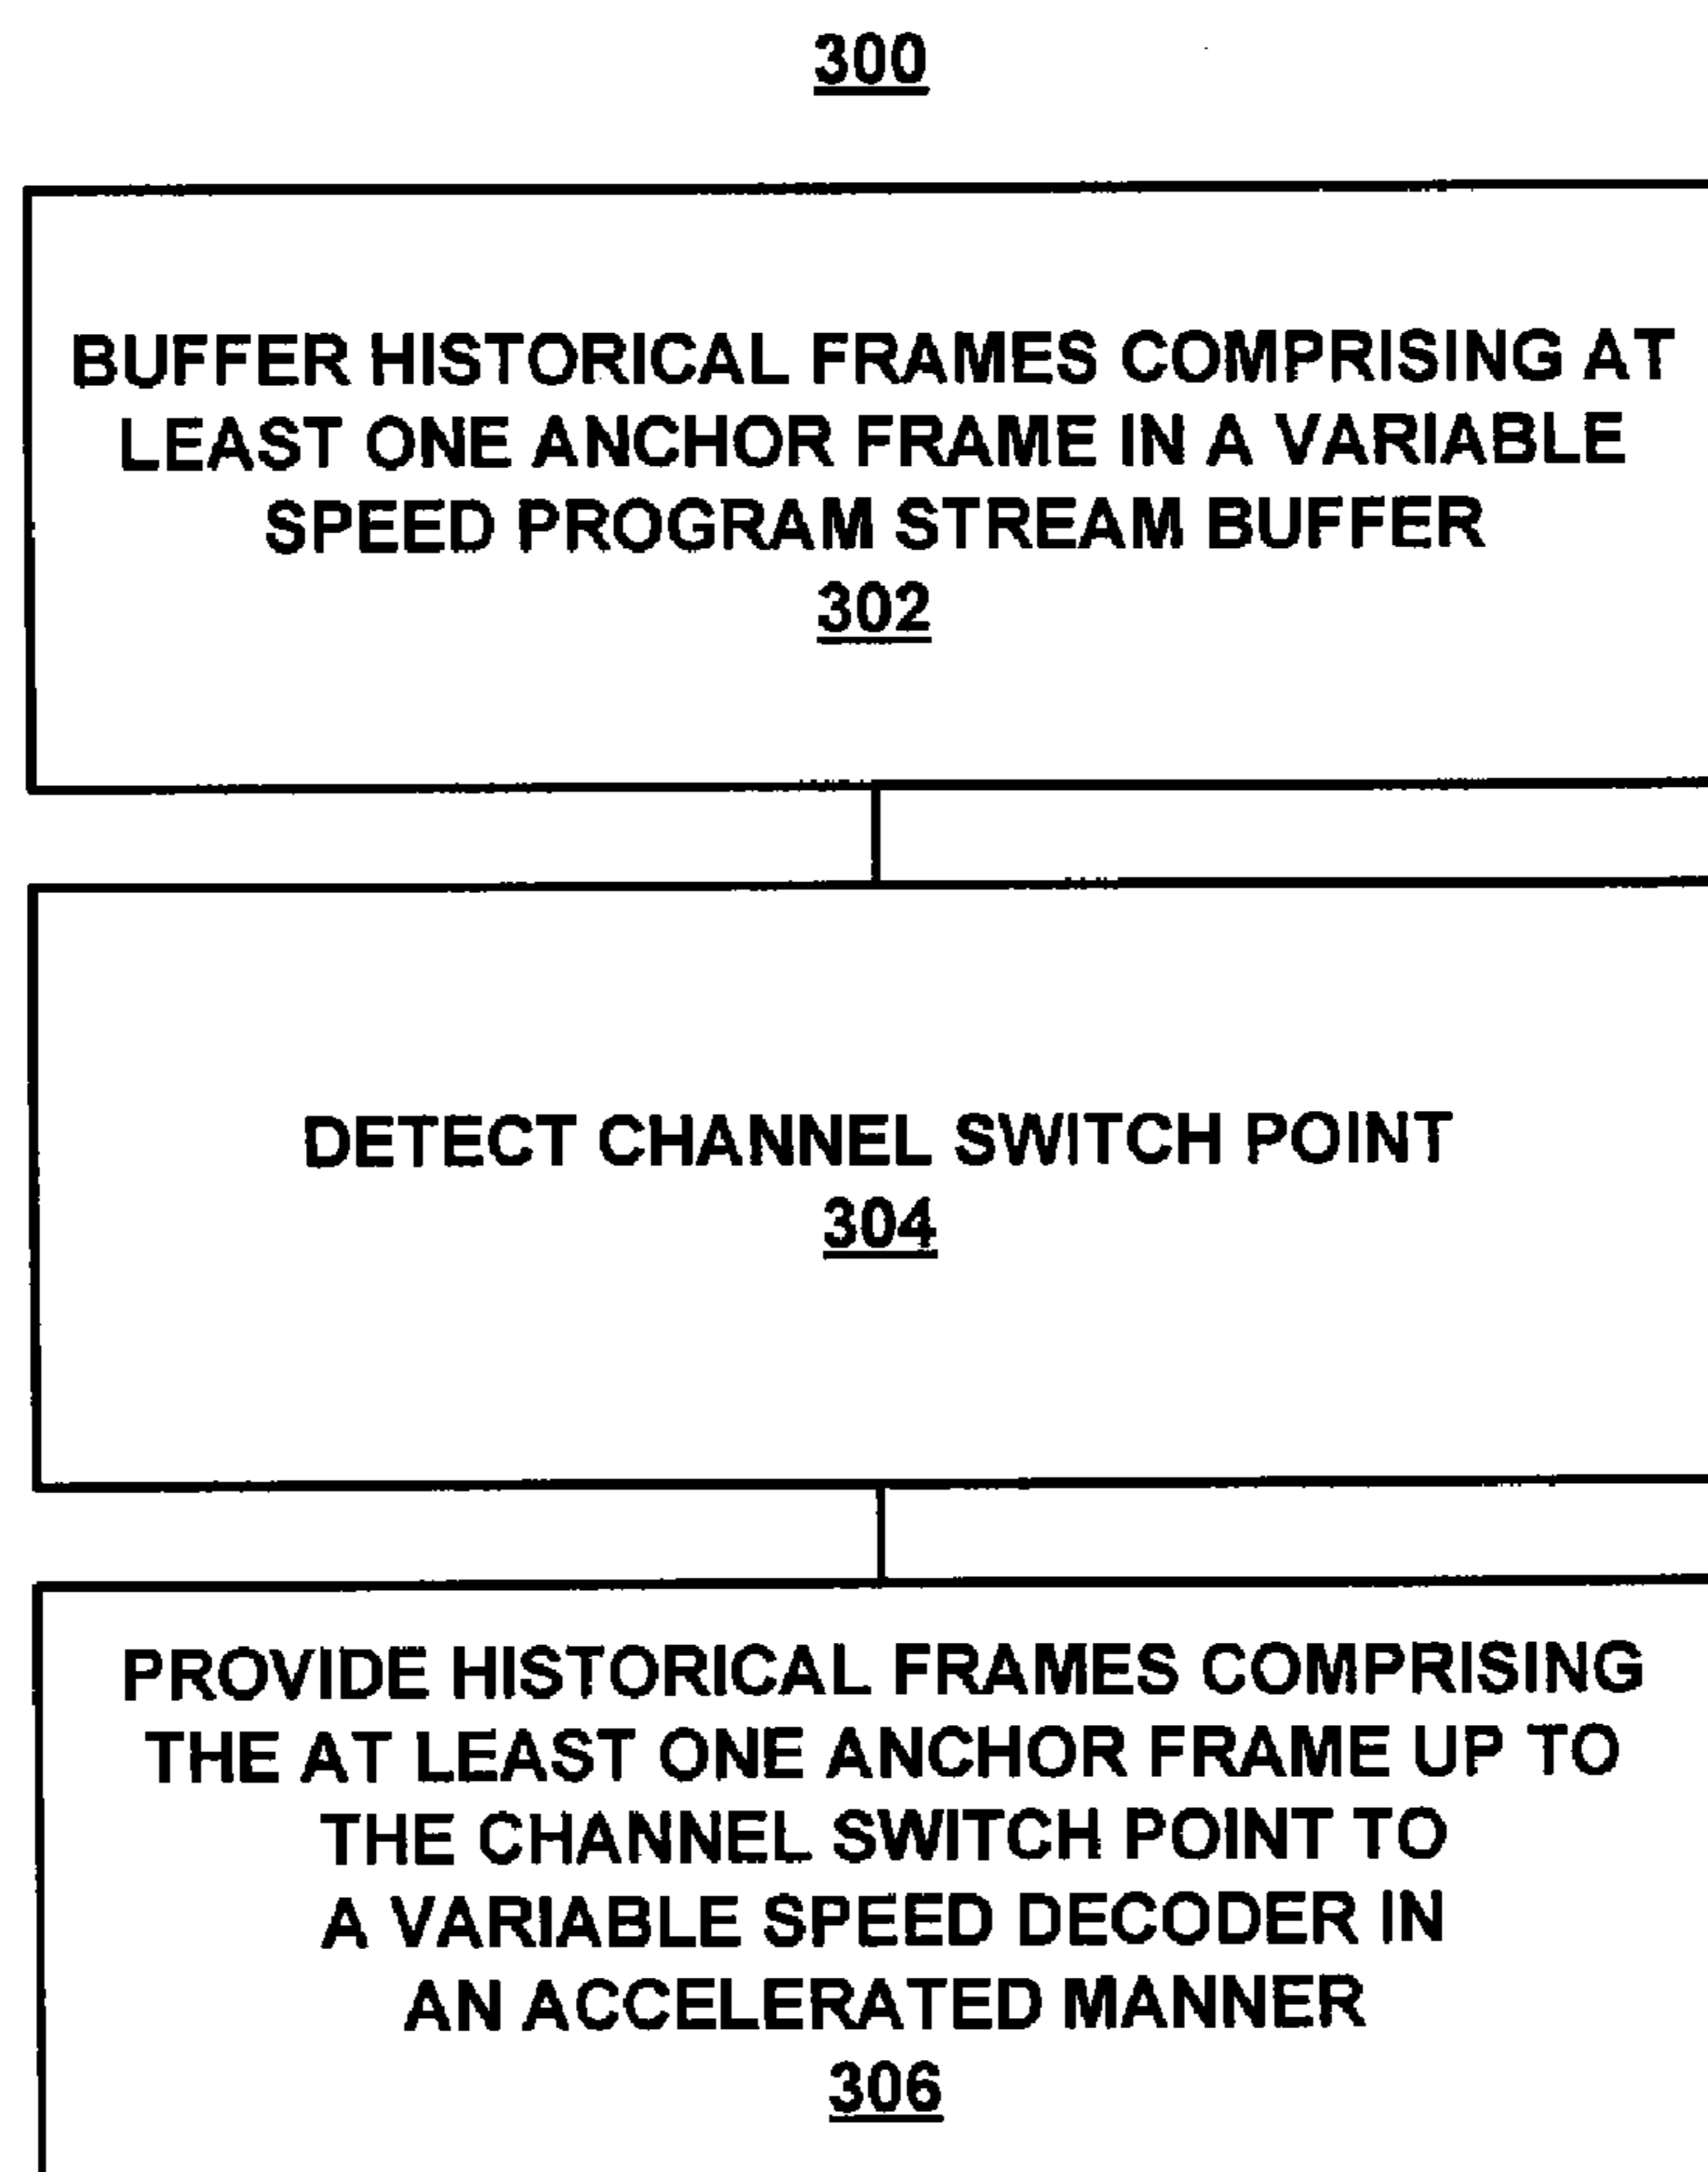 300
BUFFER HISTORICAL FRAMES COMPRISING AT
LEAST ONE ANCHOR FRAME IN A VARIABLE
SPEED PROGRAM STREAM BUFFER
302
DETECT CHANNEL SWITCH POINT
304
PROVIDE HISTORICAL FRAMES COMPRISING
THE AT LEAST ONE ANCHOR FRAME UP TO
THE CHANNEL SWITCH POINT TO
A VARIABLE SPEED DECODER IN
AN ACCELERATED MANNER
306